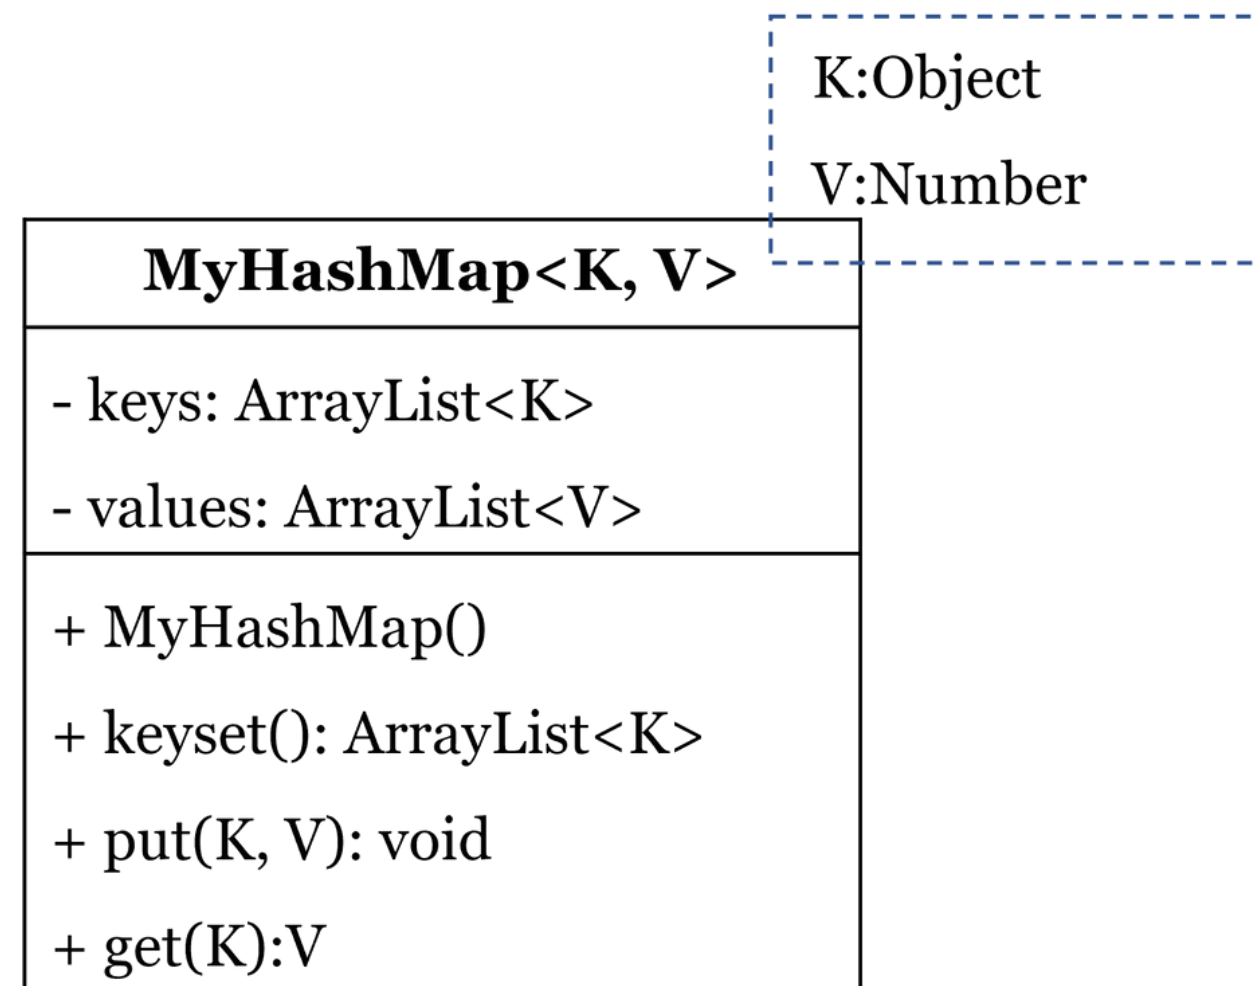 K:Object
V:Number
MyHashMap<K, V>
- keys: ArrayList<K>
- values: ArrayList<V>
+ MyHashMap()
+ keyset(): ArrayList<K>
+ put(K, V): void
+ get(K):V